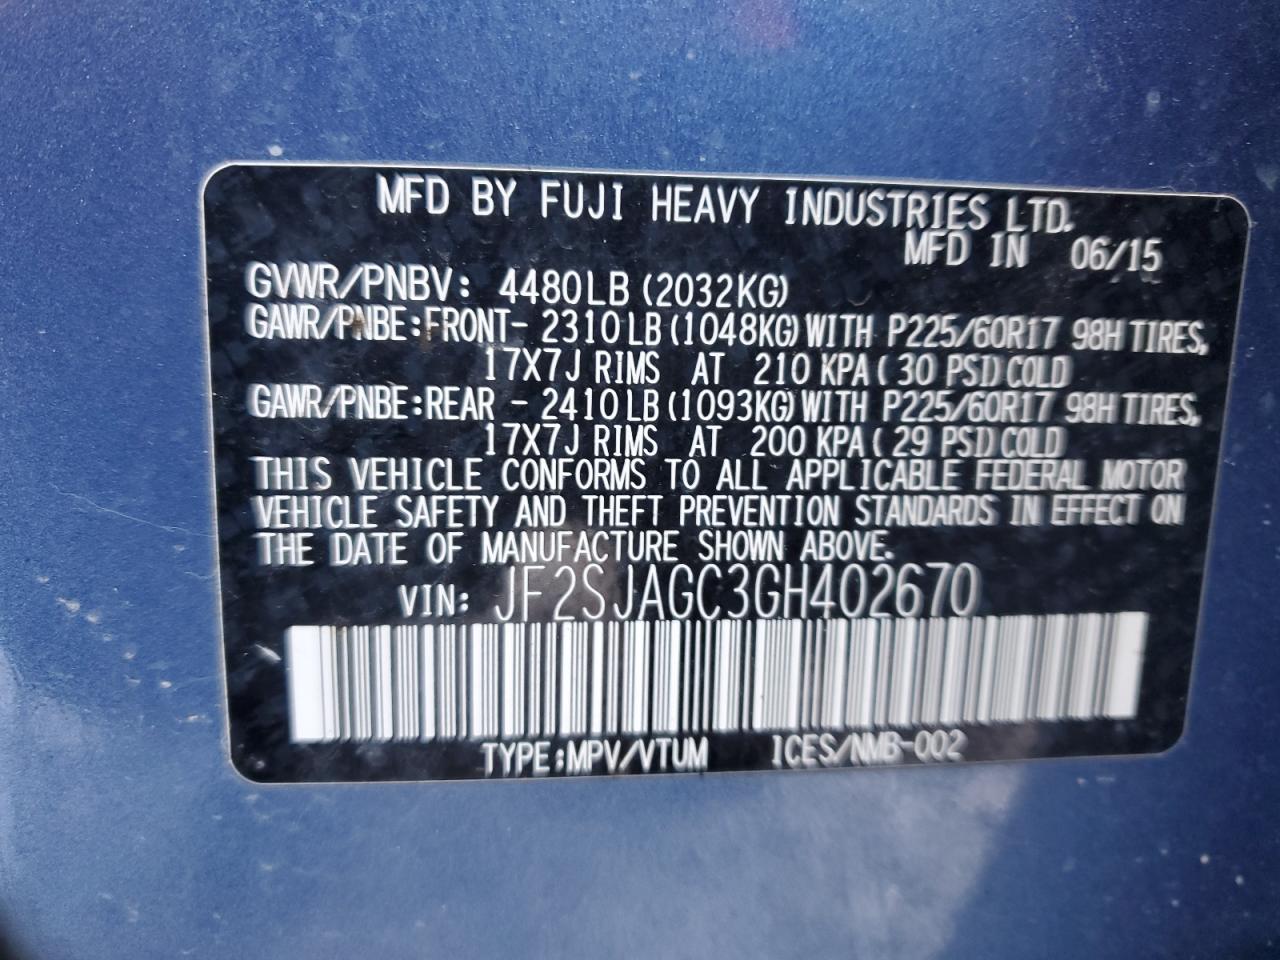 MFD BY FUJI HEAVY INDUSTRIES LTD.
MFD IN 06/15
GVWR/PNBV: 4480LB (2032KG)
GAWR/PNBE:FRONT- 2310LB (1048KG) WITH P225/60R17 98H TIRES,
17X7J RIMS AT 210 KPA ( 30 PSI) COLD
GAWR/PNBE:REAR - 2410LB (1093KG) WITH P225/60R17 98H TIRES,
17X7J RIMS AT 200 KPA ( 29 PSI) COLD
THIS VEHICLE CONFORMS TO ALL APPLICABLE FEDERAL MOTOR
VEHICLE SAFETY AND THEFT PREVENTION STANDARDS IN EFFECT ON
THE DATE OF MANUFACTURE SHOWN ABOVE.
VIN: JF2SJAGC3GH402670
TYPE:MPV/VTUM ICES/NMB-002